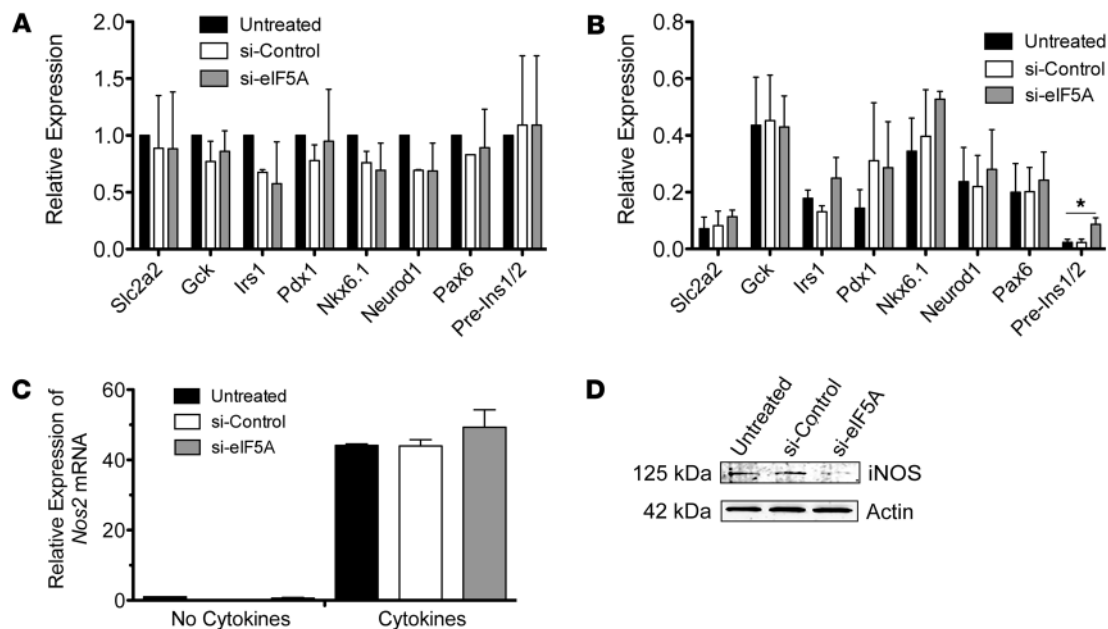 A
Relative Expression
2.0
1.5
1.0
0.5
0.0
Untreated
si-Control
si-eIF5A
Slc2a2
Gck
Irs1
Pdx1
Nkx6.1
Neurod1
Pax6
Pre-Ins1/2
B
Relative Expression
0.8
0.6
0.4
0.2
0.0
Untreated
si-Control
si-eIF5A
*
Slc2a2
Gck
Irs1
Pdx1
Nkx6.1
Neurod1
Pax6
Pre-Ins1/2
C
Relative Expression of
Nos2 mRNA
60
40
20
0
Untreated
si-Control
si-eIF5A
No Cytokines
Cytokines
D
Untreated
si-Control
si-eIF5A
125 kDa
iNOS
42 kDa
Actin